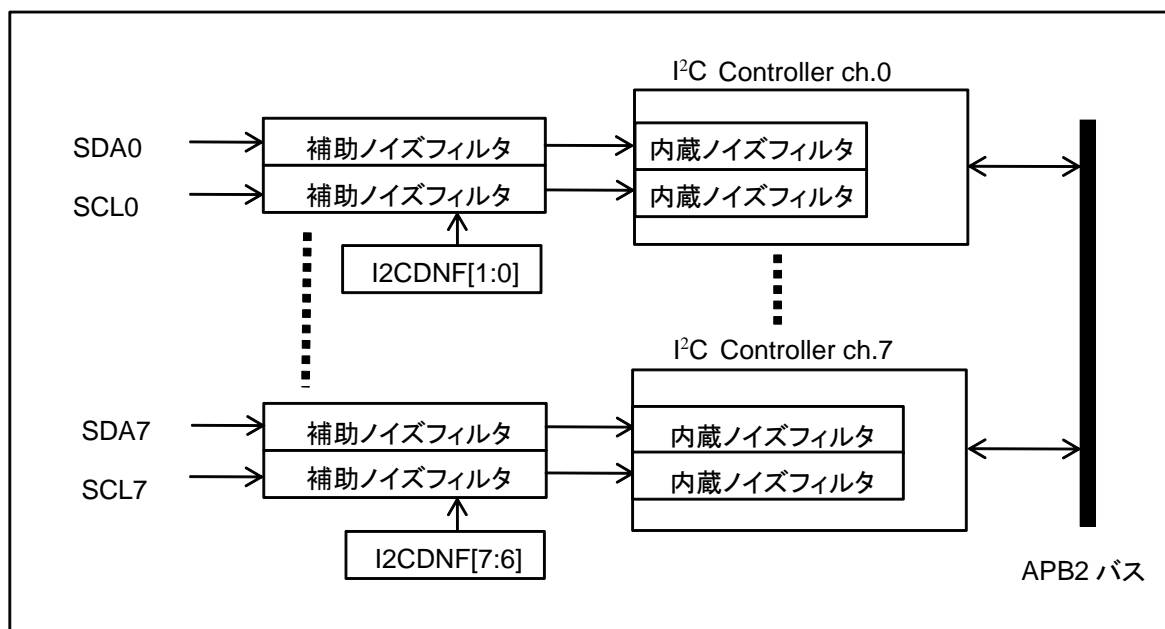 I²C Controller ch.0
SDA0
補助ノイズフィルタ
内蔵ノイズフィルタ
SCL0
補助ノイズフィルタ
内蔵ノイズフィルタ
I2CDNF[1:0]
I²C Controller ch.7
SDA7
補助ノイズフィルタ
内蔵ノイズフィルタ
SCL7
補助ノイズフィルタ
内蔵ノイズフィルタ
I2CDNF[7:6]
APB2 バス